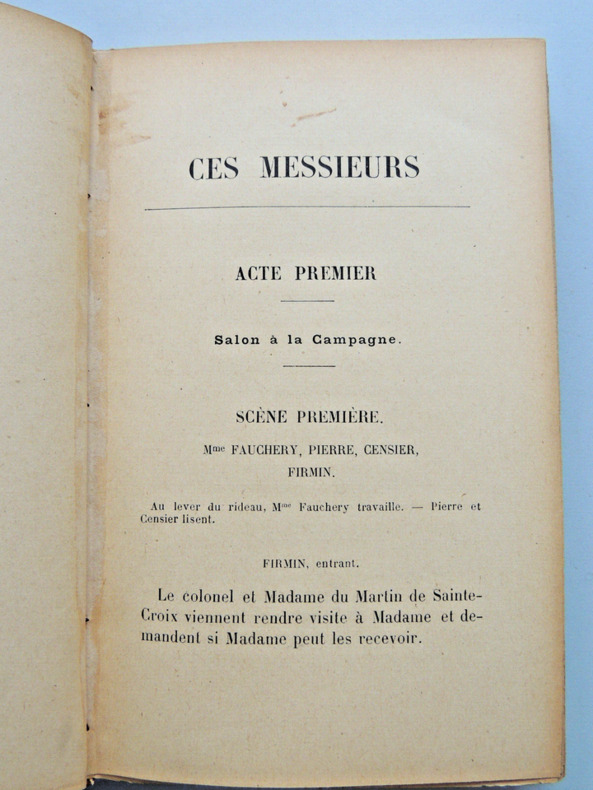 CES MESSIEURS
ACTE PREMIER
Salon à la Campagne.
SCÈNE PREMIÈRE.
Mme FAUCHERY, PIERRE, CENSIER,
FIRMIN.
Au lever du rideau, Mme Fauchery travaille. — Pierre et
Censier lisent.
FIRMIN, entrant.
Le colonel et Madame du Martin de Sainte-
Croix viennent rendre visite à Madame et de-
mandent si Madame peut les recevoir.